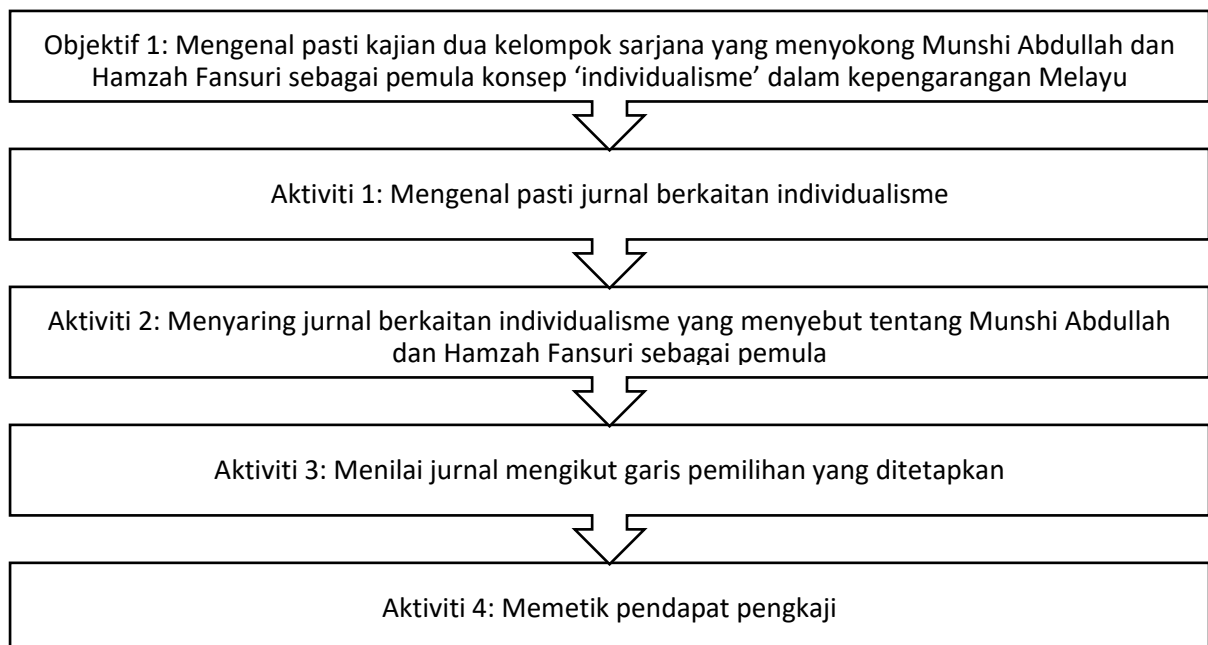 Objektif 1: Mengenal pasti kajian dua kelompok sarjana yang menyokong Munshi Abdullah dan
Hamzah Fansuri sebagai pemula konsep ‘individualisme’ dalam kepengarangan Melayu
Aktiviti 1: Mengenal pasti jurnal berkaitan individualisme
Aktiviti 2: Menyaring jurnal berkaitan individualisme yang menyebut tentang Munshi Abdullah
dan Hamzah Fansuri sebagai pemula
Aktiviti 3: Menilai jurnal mengikut garis pemilihan yang ditetapkan
Aktiviti 4: Memetik pendapat pengkaji